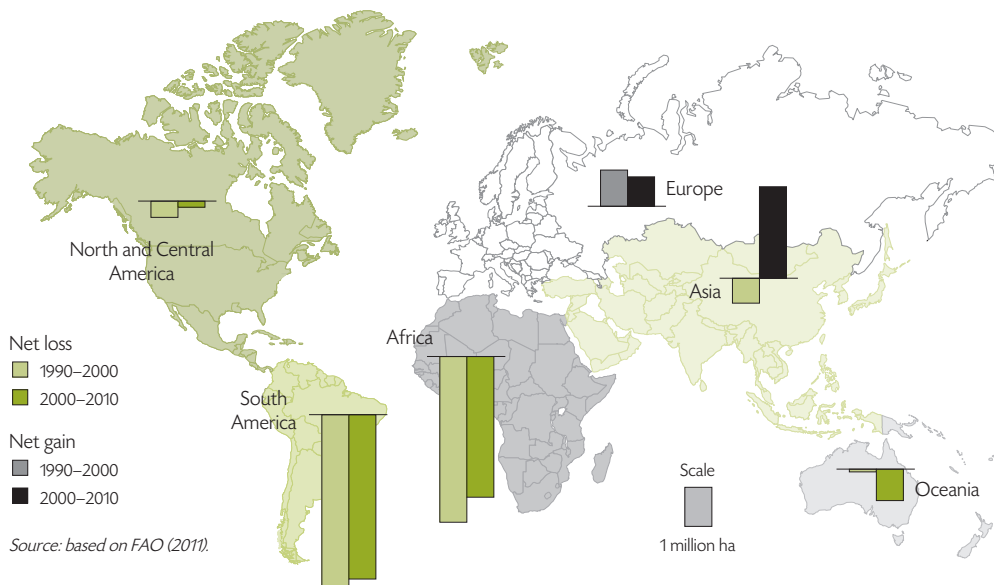 Europe
North and Central
America
Asia
Net loss
1990–2000
2000–2010
Africa
South
America
Net gain
1990–2000
2000–2010
Scale
Oceania
1 million ha
Source: based on FAO (2011).